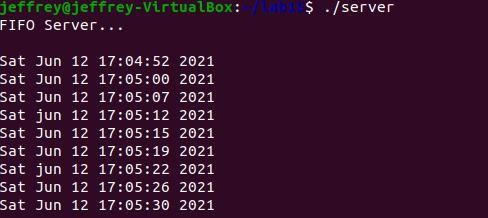 jeffrey@jeffrey-VirtualBox:~/lab11$ ./server
FIFO Server...
Sat Jun 12 17:04:52 2021
Sat Jun 12 17:05:00 2021
Sat Jun 12 17:05:07 2021
Sat jun 12 17:05:12 2021
Sat Jun 12 17:05:15 2021
Sat Jun 12 17:05:19 2021
Sat jun 12 17:05:22 2021
Sat Jun 12 17:05:26 2021
Sat Jun 12 17:05:30 2021